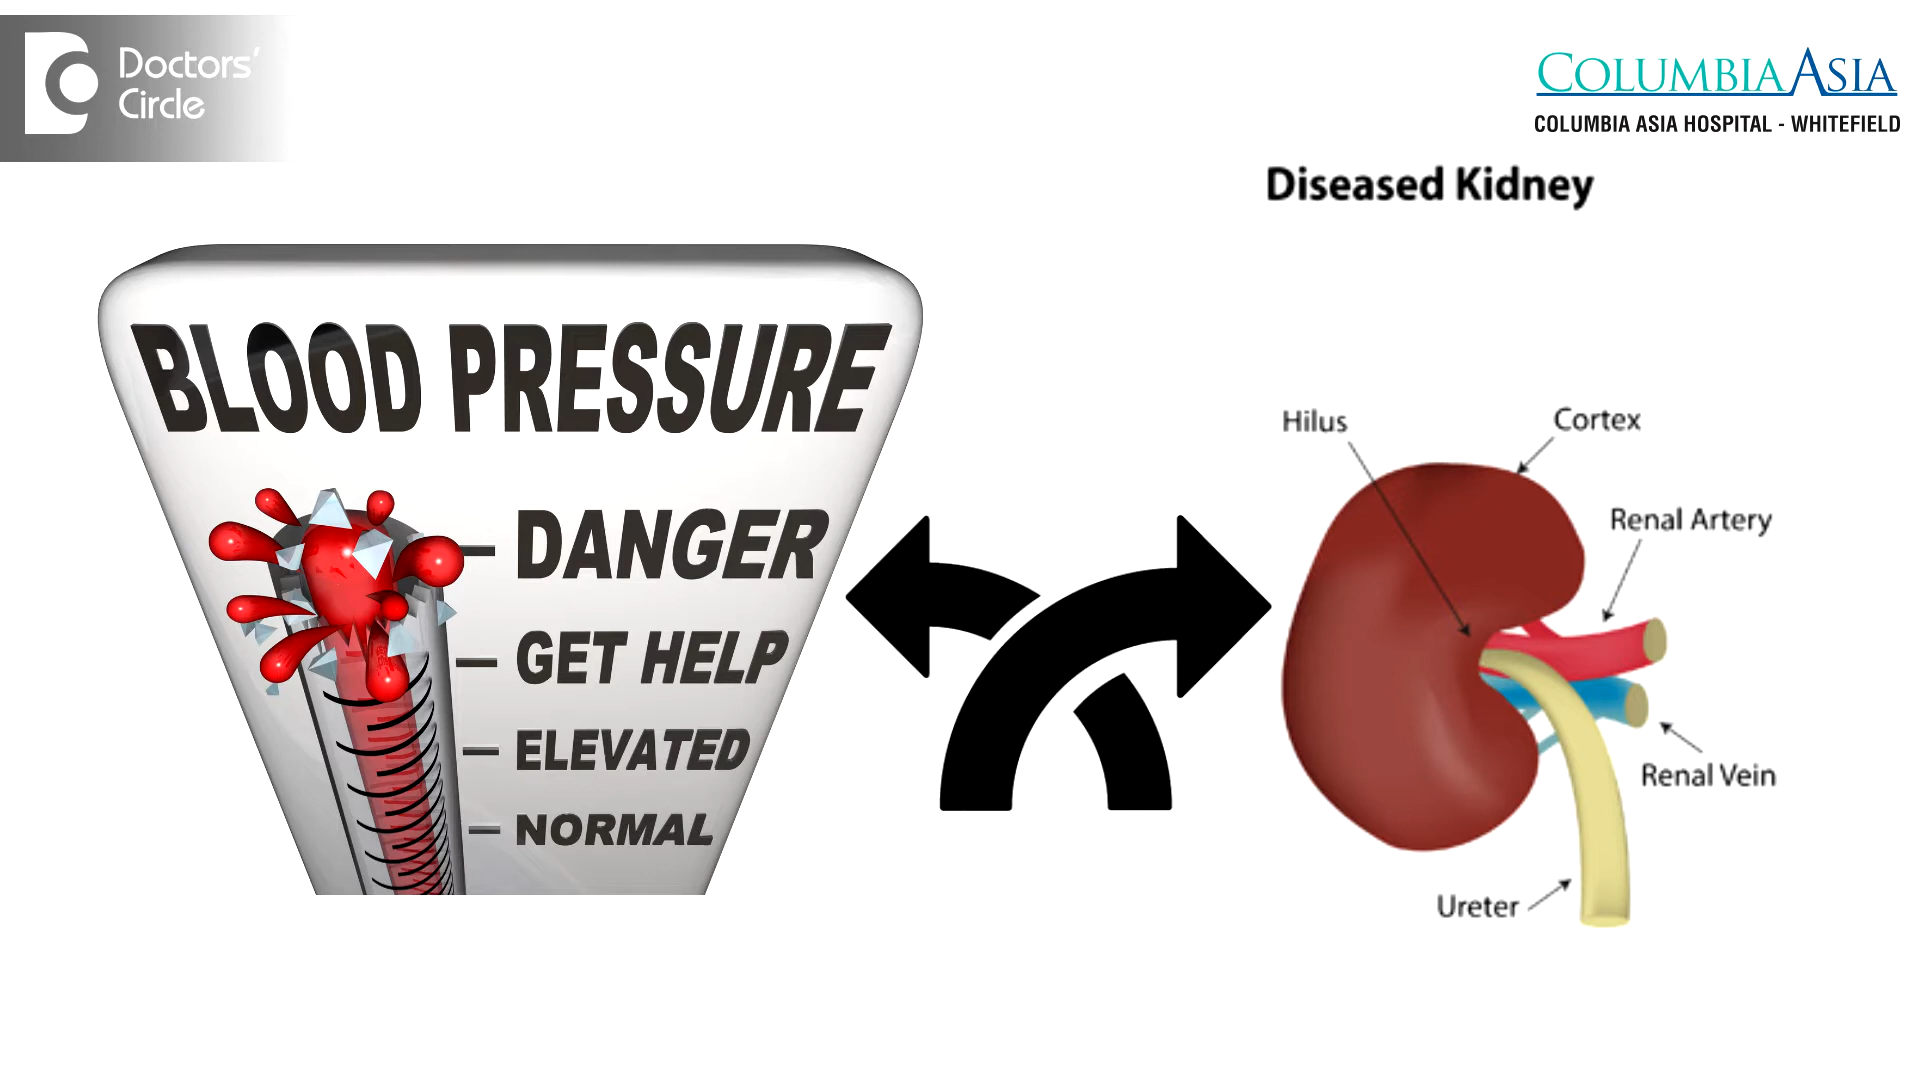 Doctors'
Circle
COLUMBIA ASIA
COLUMBIA ASIA HOSPITAL - WHITEFIELD
Diseased Kidney
BLOOD PRESSURE
DANGER
GET HELP
ELEVATED
NORMAL
Hilus
Cortex
Renal Artery
Renal Vein
Ureter